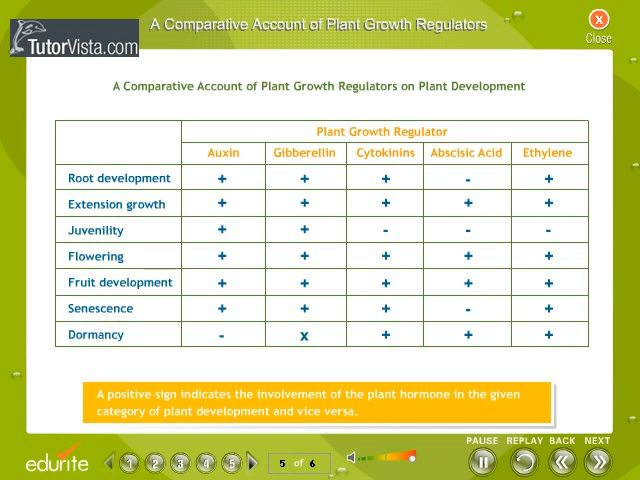 A Comparative Account of Plant Growth Regulators
Close
TutorVista.com
A Comparative Account of Plant Growth Regulators on Plant Development
Plant Growth Regulator
Auxin Gibberellin Cytokinins Abscisic Acid Ethylene
Root development + + + - +
Extension growth + + + + +
Juvenility + + - - -
Flowering + + + + +
Fruit development + + + + +
Senescence + + + - +
Dormancy - x + + +
A positive sign indicates the involvement of the plant hormone in the given
category of plant development and vice versa.
PAUSE REPLAY BACK NEXT
edurite 1 2 3 4 5 5 of 6